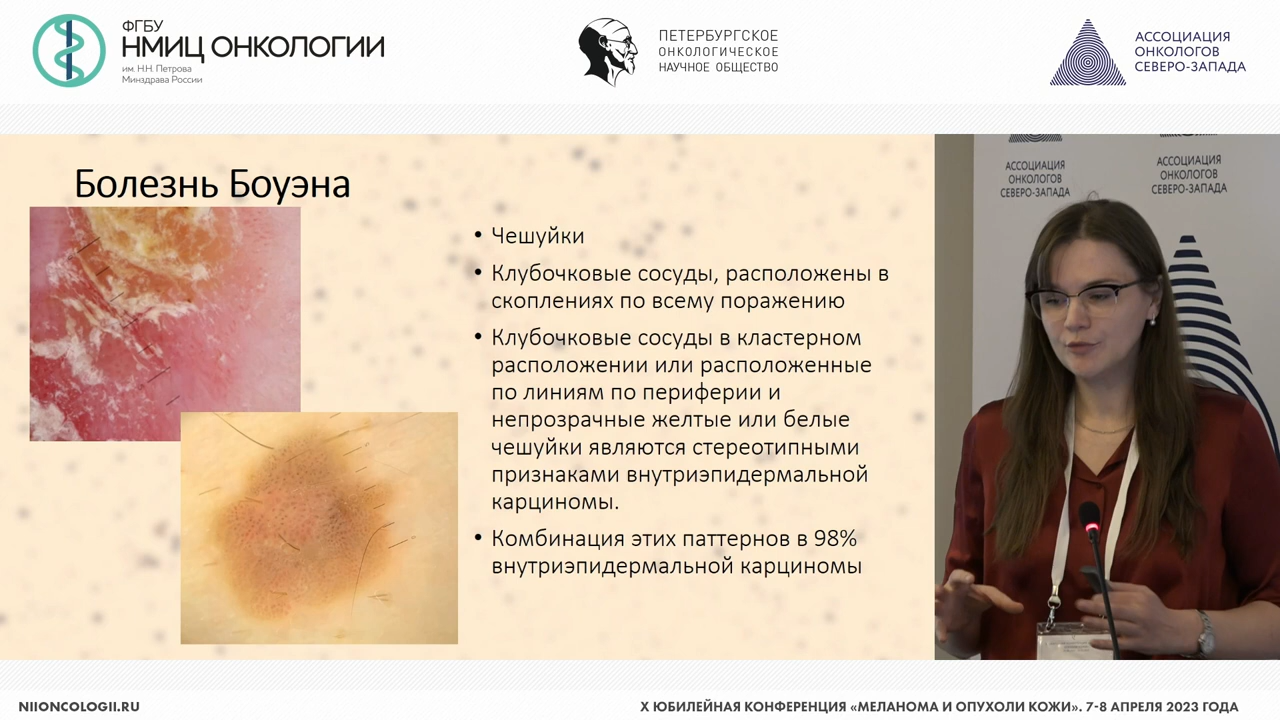 ФГБУ
НМИЦ ОНКОЛОГИИ
им. Н.Н. Петрова
Минздрава России
ПЕТЕРБУРГСКОЕ
ОНКОЛОГИЧЕСКОЕ
НАУЧНОЕ ОБЩЕСТВО
АССОЦИАЦИЯ
ОНКОЛОГОВ
СЕВЕРО-ЗАПАДА
Болезнь Боуэна
• Чешуйки
• Клубочковые сосуды, расположены в
скоплениях по всему поражению
• Клубочковые сосуды в кластерном
расположении или расположенные
по линиям по периферии и
непрозрачные желтые или белые
чешуйки являются стереотипными
признаками внутриэпидермальной
карциномы.
• Комбинация этих паттернов в 98%
внутриэпидермальной карциномы
АССОЦИАЦИЯ
ОНКОЛОГОВ
СЕВЕРО-ЗАПАДА
АССОЦИАЦИЯ
ОНКОЛОГОВ
СЕВЕРО-ЗАПАДА
NIIONCOLOGII.RU
X ЮБИЛЕЙНАЯ КОНФЕРЕНЦИЯ «МЕЛАНОМА И ОПУХОЛИ КОЖИ». 7-8 АПРЕЛЯ 2023 ГОДА